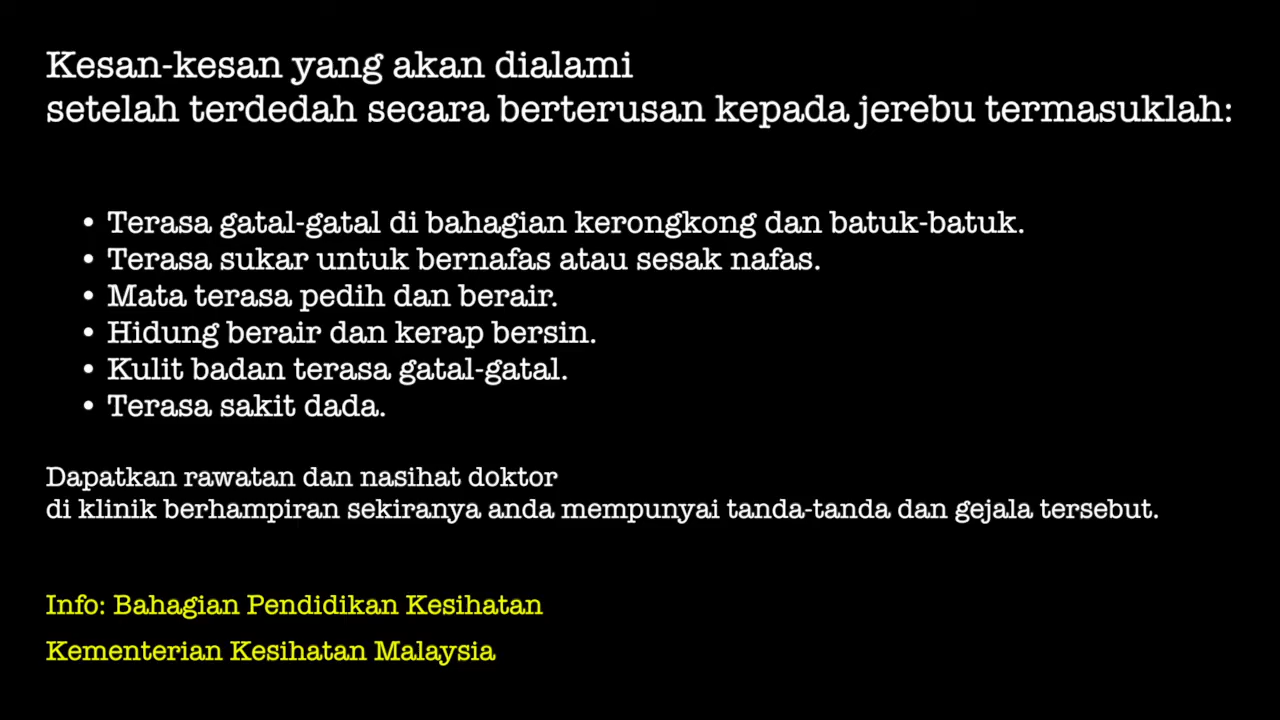 Kesan-kesan yang akan dialami
setelah terdedah secara berterusan kepada jerebu termasuklah:
• Terasa gatal-gatal di bahagian kerongkong dan batuk-batuk.
• Terasa sukar untuk bernafas atau sesak nafas.
• Mata terasa pedih dan berair.
• Hidung berair dan kerap bersin.
• Kulit badan terasa gatal-gatal.
• Terasa sakit dada.
Dapatkan rawatan dan nasihat doktor
di klinik berhampiran sekiranya anda mempunyai tanda-tanda dan gejala tersebut.
Info: Bahagian Pendidikan Kesihatan
Kementerian Kesihatan Malaysia